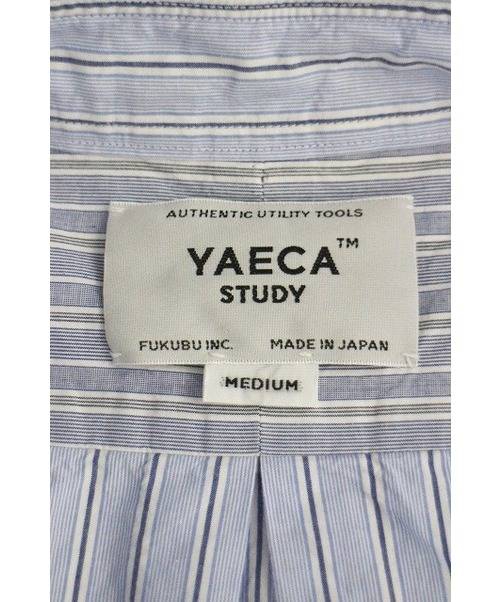 AUTHENTIC UTILITY TOOLS
YAECA™
STUDY
FUKUBU INC. MADE IN JAPAN
MEDIUM